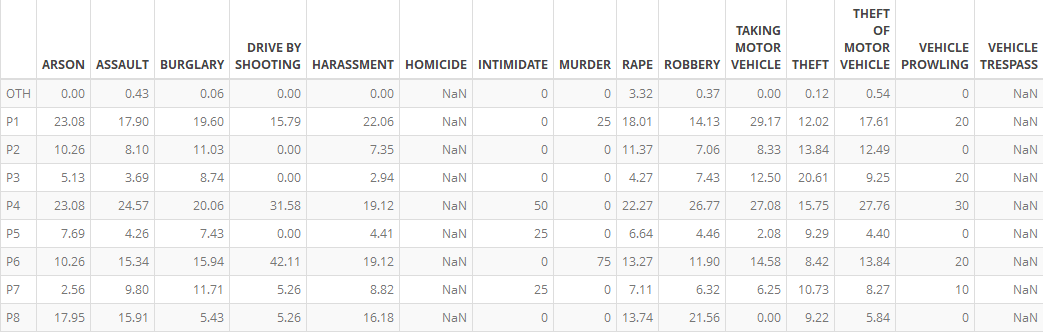 ARSON ASSAULT BURGLARY DRIVE BY SHOOTING HARASSMENT HOMICIDE INTIMIDATE MURDER RAPE ROBBERY TAKING MOTOR VEHICLE THEFT THEFT OF MOTOR VEHICLE VEHICLE PROWLING VEHICLE TRESPASS
OTH 0.00 0.43 0.06 0.00 0.00 NaN 0 0 3.32 0.37 0.00 0.12 0.54 0 NaN
P1 23.08 17.90 19.60 15.79 22.06 NaN 0 25 18.01 14.13 29.17 12.02 17.61 20 NaN
P2 10.26 8.10 11.03 0.00 7.35 NaN 0 0 11.37 7.06 8.33 13.84 12.49 0 NaN
P3 5.13 3.69 8.74 0.00 2.94 NaN 0 0 4.27 7.43 12.50 20.61 9.25 20 NaN
P4 23.08 24.57 20.06 31.58 19.12 NaN 50 0 22.27 26.77 27.08 15.75 27.76 30 NaN
P5 7.69 4.26 7.43 0.00 4.41 NaN 25 0 6.64 4.46 2.08 9.29 4.40 0 NaN
P6 10.26 15.34 15.94 42.11 19.12 NaN 0 75 13.27 11.90 14.58 8.42 13.84 20 NaN
P7 2.56 9.80 11.71 5.26 8.82 NaN 25 0 7.11 6.32 6.25 10.73 8.27 10 NaN
P8 17.95 15.91 5.43 5.26 16.18 NaN 0 0 13.74 21.56 0.00 9.22 5.84 0 NaN